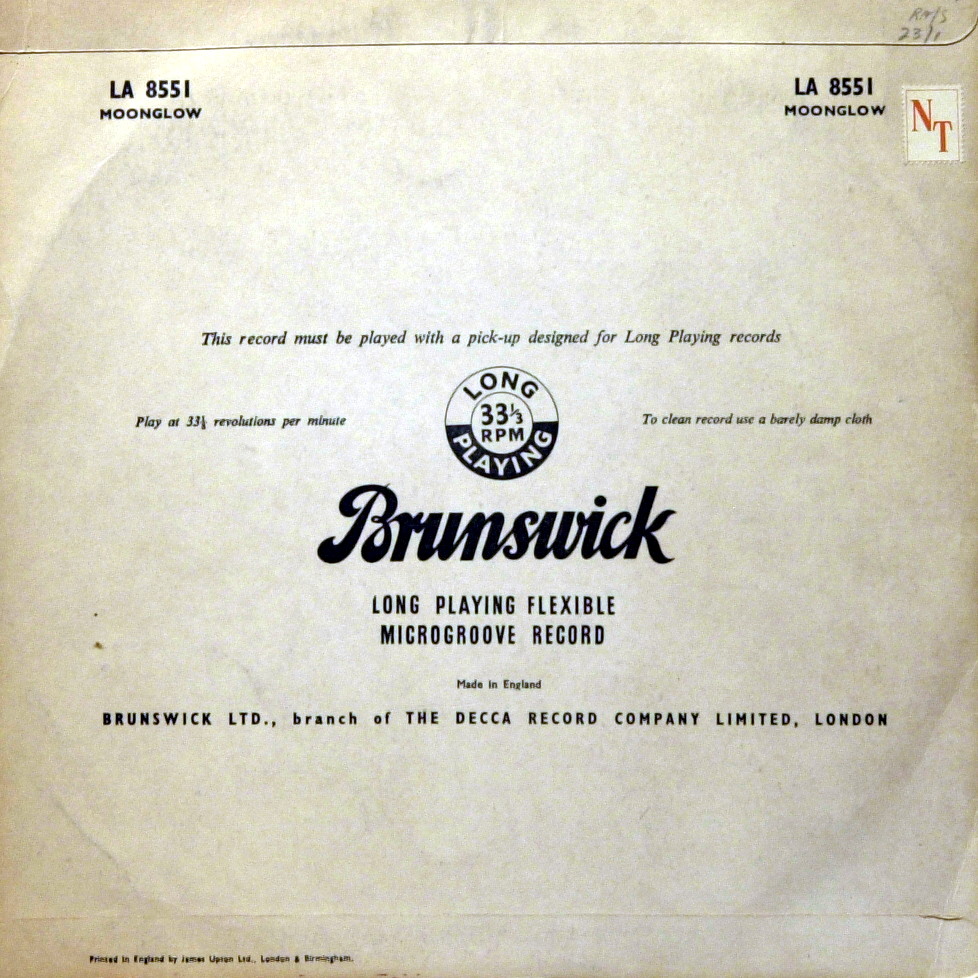 RM/S
23/1
LA 8551
MOONGLOW
LA 8551
MOONGLOW
NT
This record must be played with a pick-up designed for Long Playing records
LONG
33⅓
RPM
PLAYING
Play at 33⅓ revolutions per minute
To clean record use a barely damp cloth
Brunswick
LONG PLAYING FLEXIBLE
MICROGROOVE RECORD
Made in England
BRUNSWICK LTD., branch of THE DECCA RECORD COMPANY LIMITED, LONDON
Printed in England by James Upton Ltd., London & Birmingham.